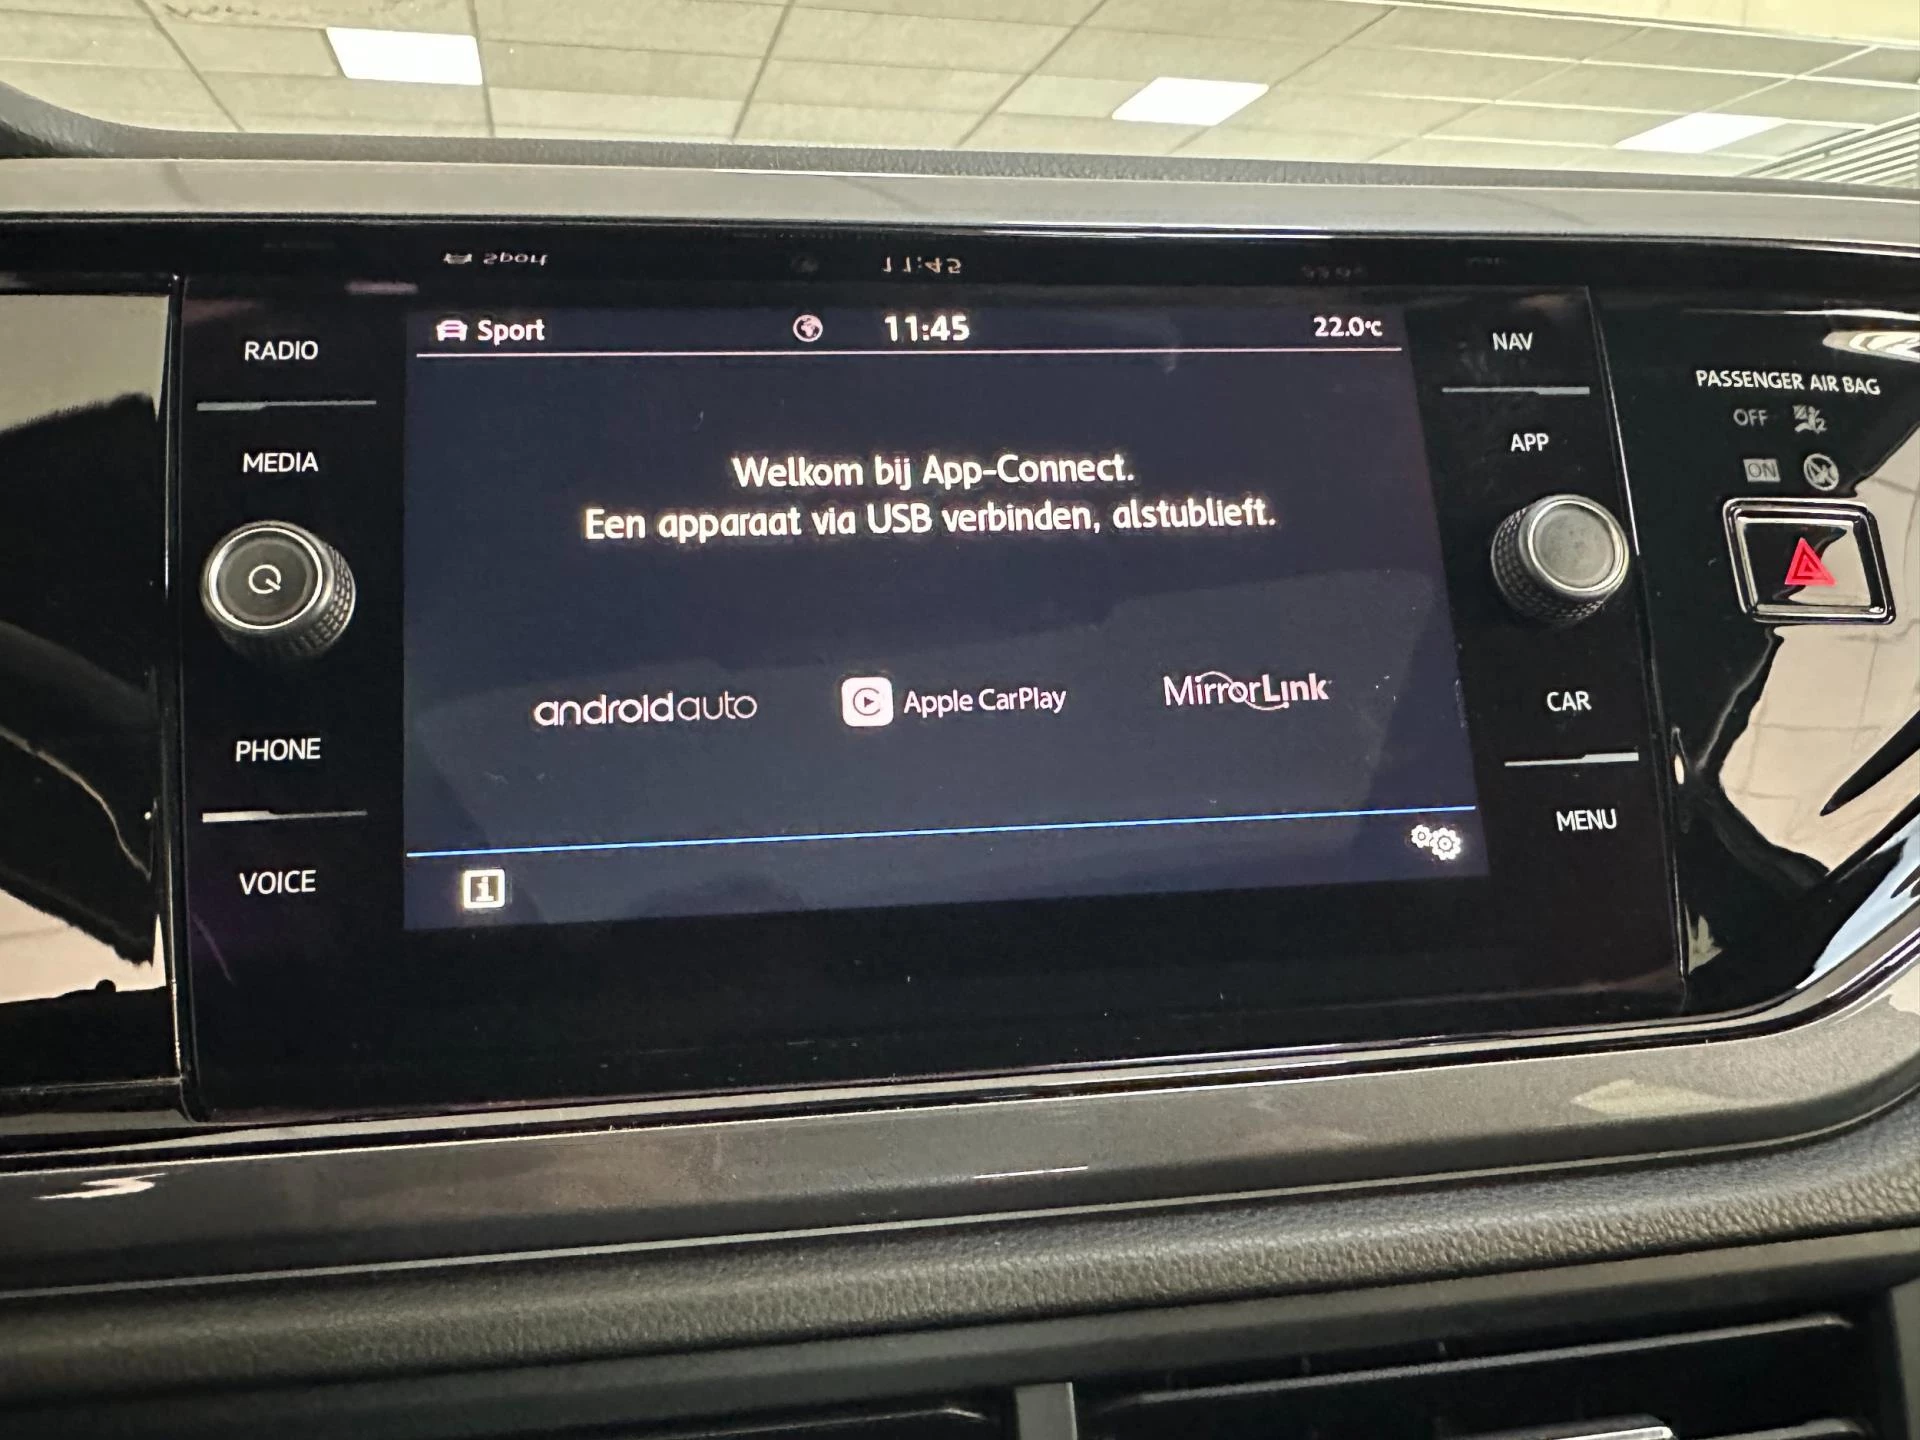 Sport 11:45 22.0°C
Welkom bij App-Connect.
Een apparaat via USB verbinden, alstublieft.
androidauto Apple CarPlay MirrorLink
i
RADIO
MEDIA
PHONE
VOICE
NAV
APP
CAR
MENU
PASSENGER AIR BAG
OFF 2
ON